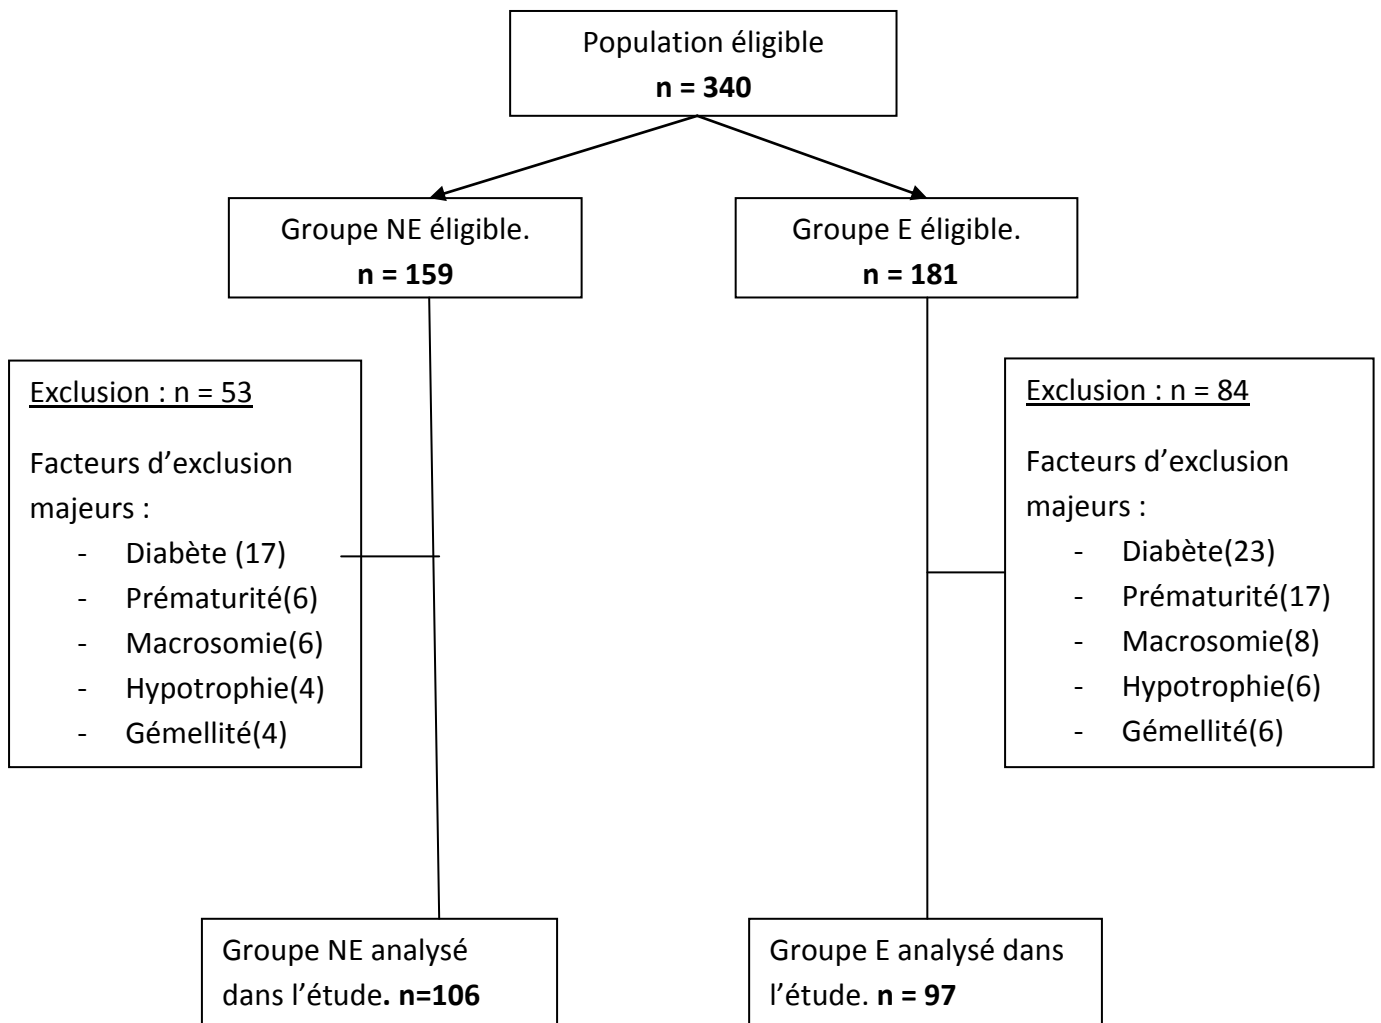 Population éligible
n = 340
Groupe NE éligible.
n = 159
Groupe E éligible.
n = 181
Exclusion : n = 53
Facteurs d’exclusion
majeurs :
- Diabète (17)
- Prématurité(6)
- Macrosomie(6)
- Hypotrophie(4)
- Gémellité(4)
Exclusion : n = 84
Facteurs d’exclusion
majeurs :
- Diabète(23)
- Prématurité(17)
- Macrosomie(8)
- Hypotrophie(6)
- Gémellité(6)
Groupe NE analysé
dans l’étude. n=106
Groupe E analysé dans
l’étude. n = 97